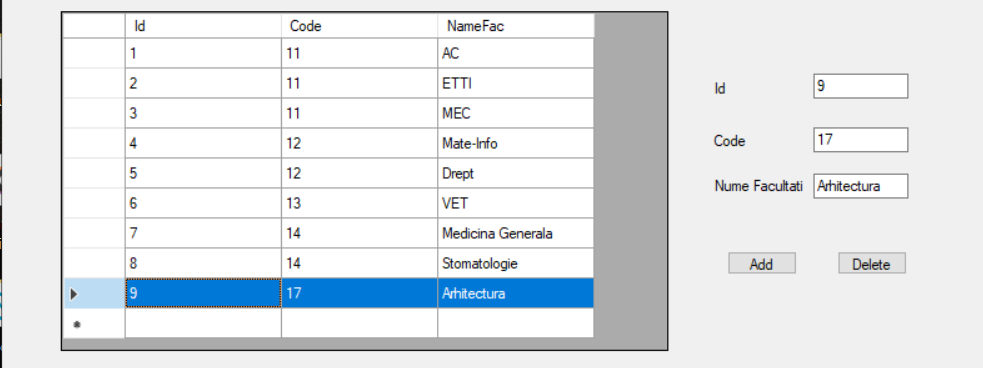 Id Code NameFac
1 11 AC
2 11 ETTI
3 11 MEC
4 12 Mate-Info
5 12 Drept
6 13 VET
7 14 Medicina Generala
8 14 Stomatologie
9 17 Arhitectura
Id 9
Code 17
Nume Facultati Arhitectura
Add Delete